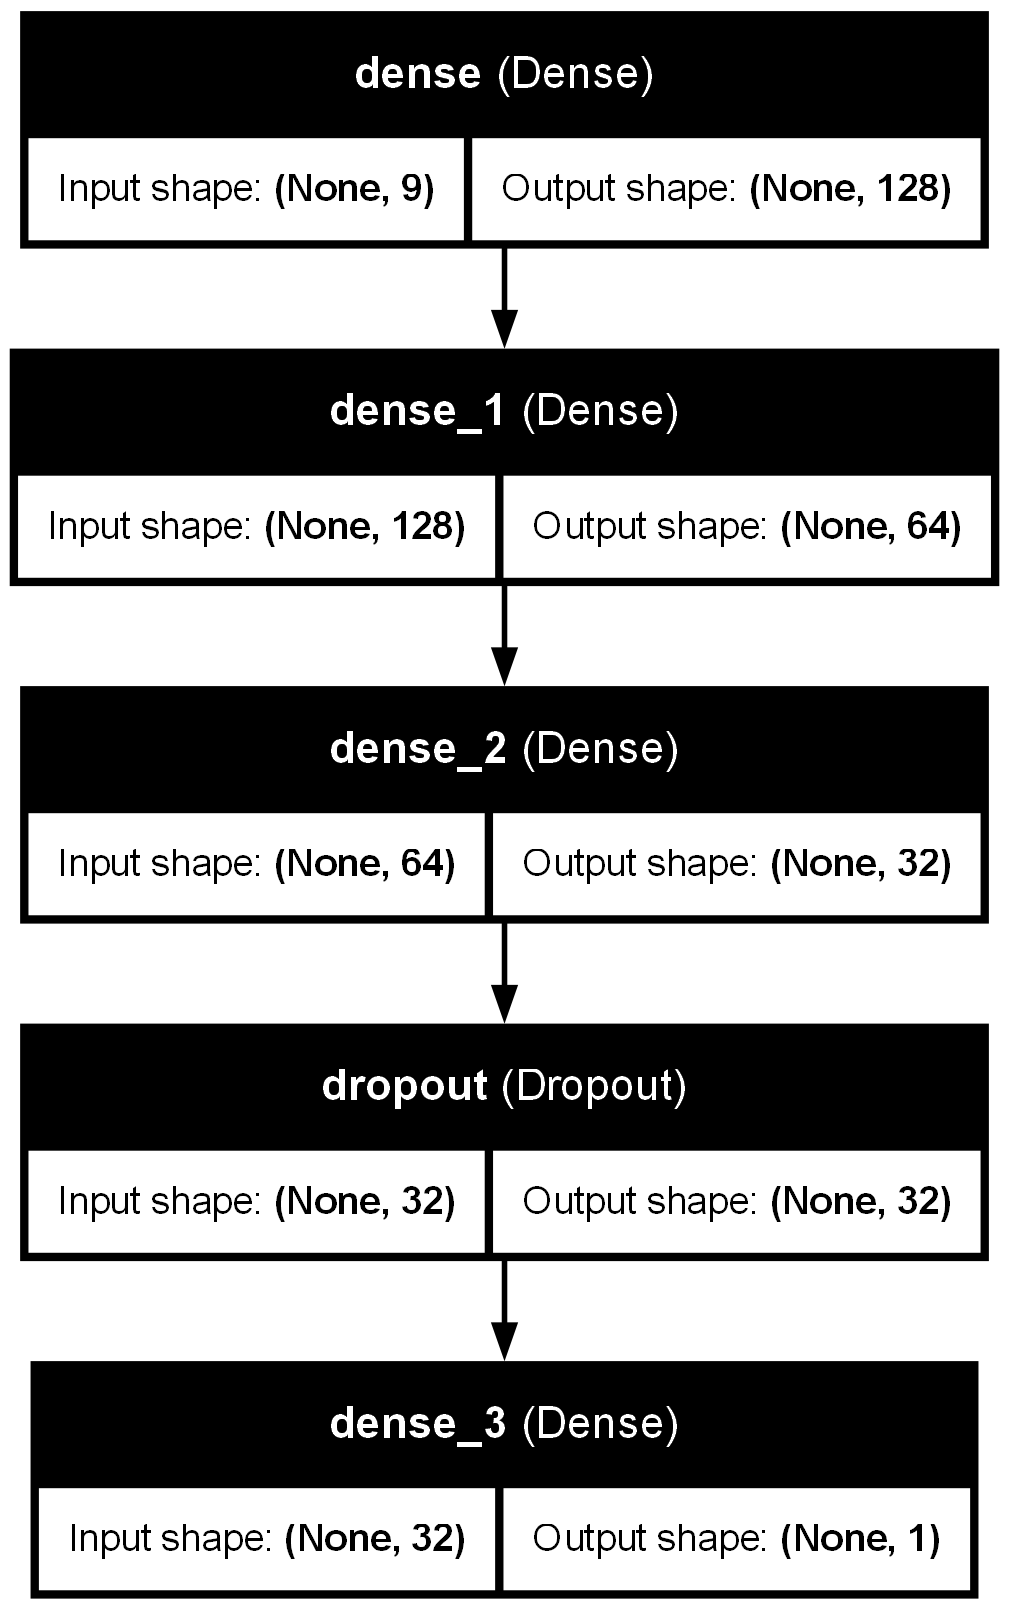 dense (Dense)
Input shape: (None, 9) Output shape: (None, 128)
dense_1 (Dense)
Input shape: (None, 128) Output shape: (None, 64)
dense_2 (Dense)
Input shape: (None, 64) Output shape: (None, 32)
dropout (Dropout)
Input shape: (None, 32) Output shape: (None, 32)
dense_3 (Dense)
Input shape: (None, 32) Output shape: (None, 1)